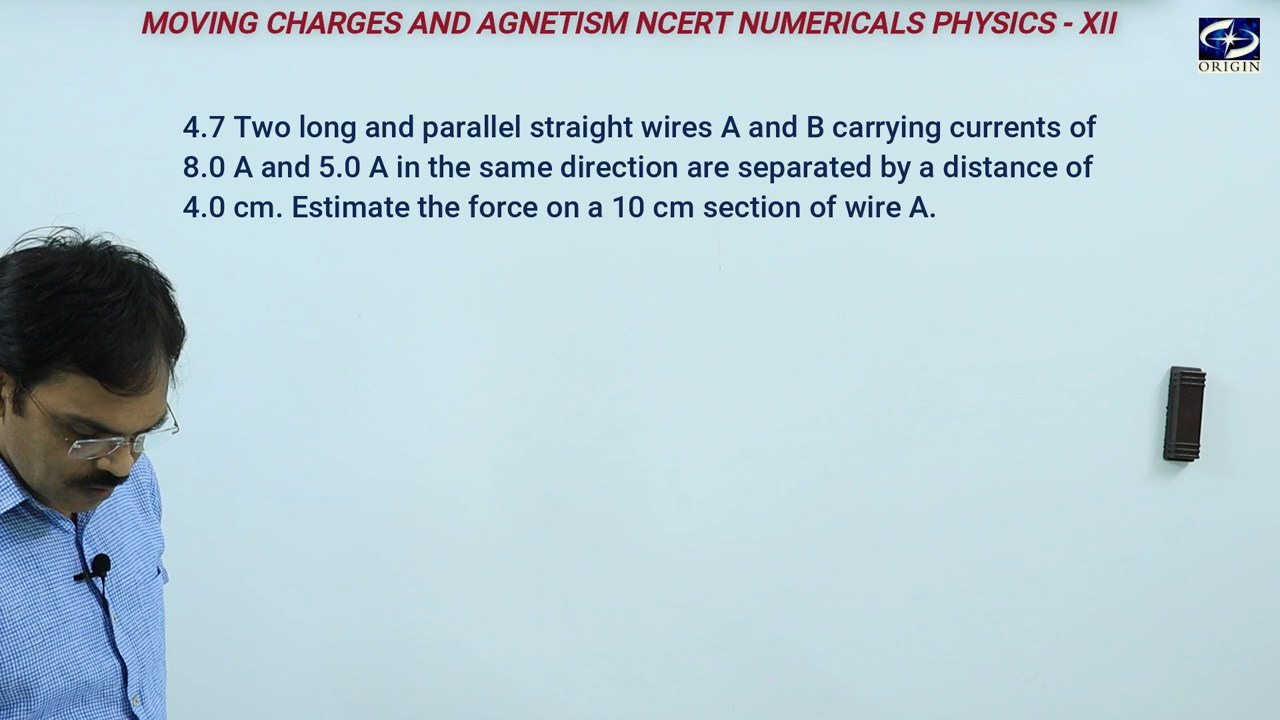 MOVING CHARGES AND AGNETISM NCERT NUMERICALS PHYSICS - XII
ORIGIN
4.7 Two long and parallel straight wires A and B carrying currents of
8.0 A and 5.0 A in the same direction are separated by a distance of
4.0 cm. Estimate the force on a 10 cm section of wire A.